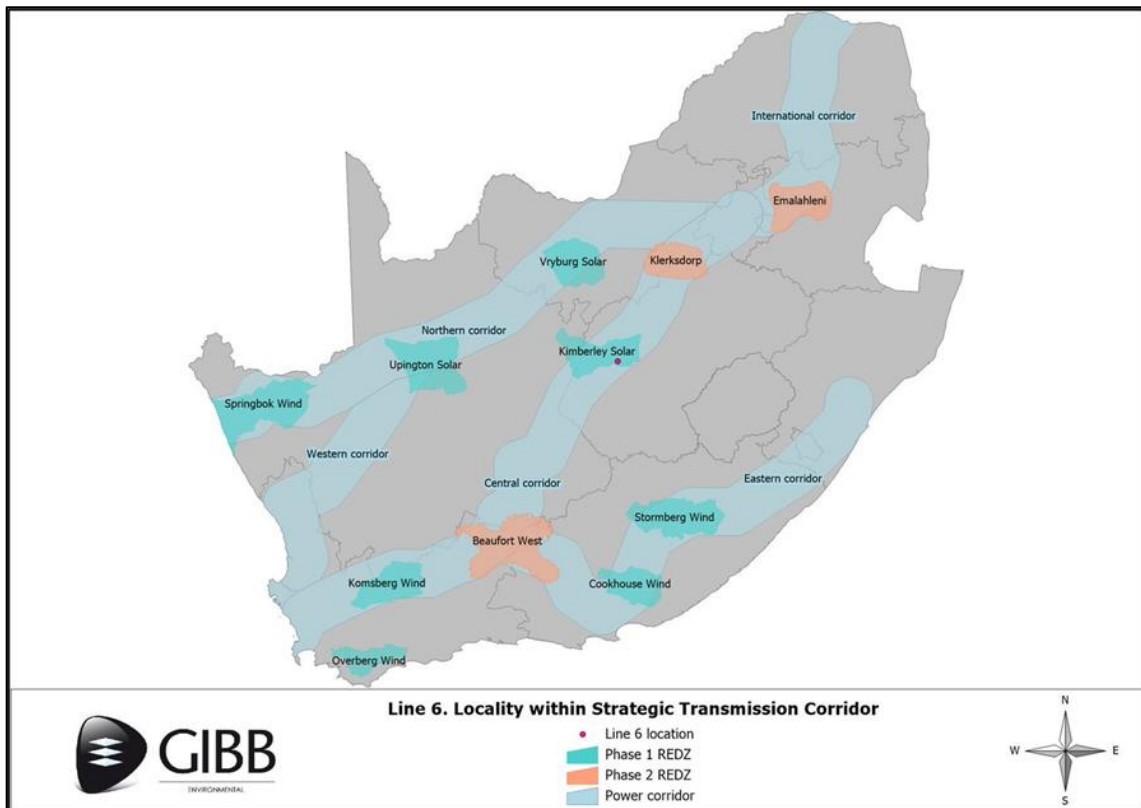 International corridor
Emalahleni
Vryburg Solar
Klerksdorp
Northern corridor
Kimberley Solar
Upington Solar
Springbok Wind
Western corridor
Central corridor
Eastern corridor
Stormberg Wind
Beaufort West
Komsberg Wind
Cookhouse Wind
Overberg Wind
Line 6. Locality within Strategic Transmission Corridor
Line 6 location
Phase 1 REDZ
Phase 2 REDZ
Power corridor
GIBB
ENVIRONMENTAL
N
W E
S